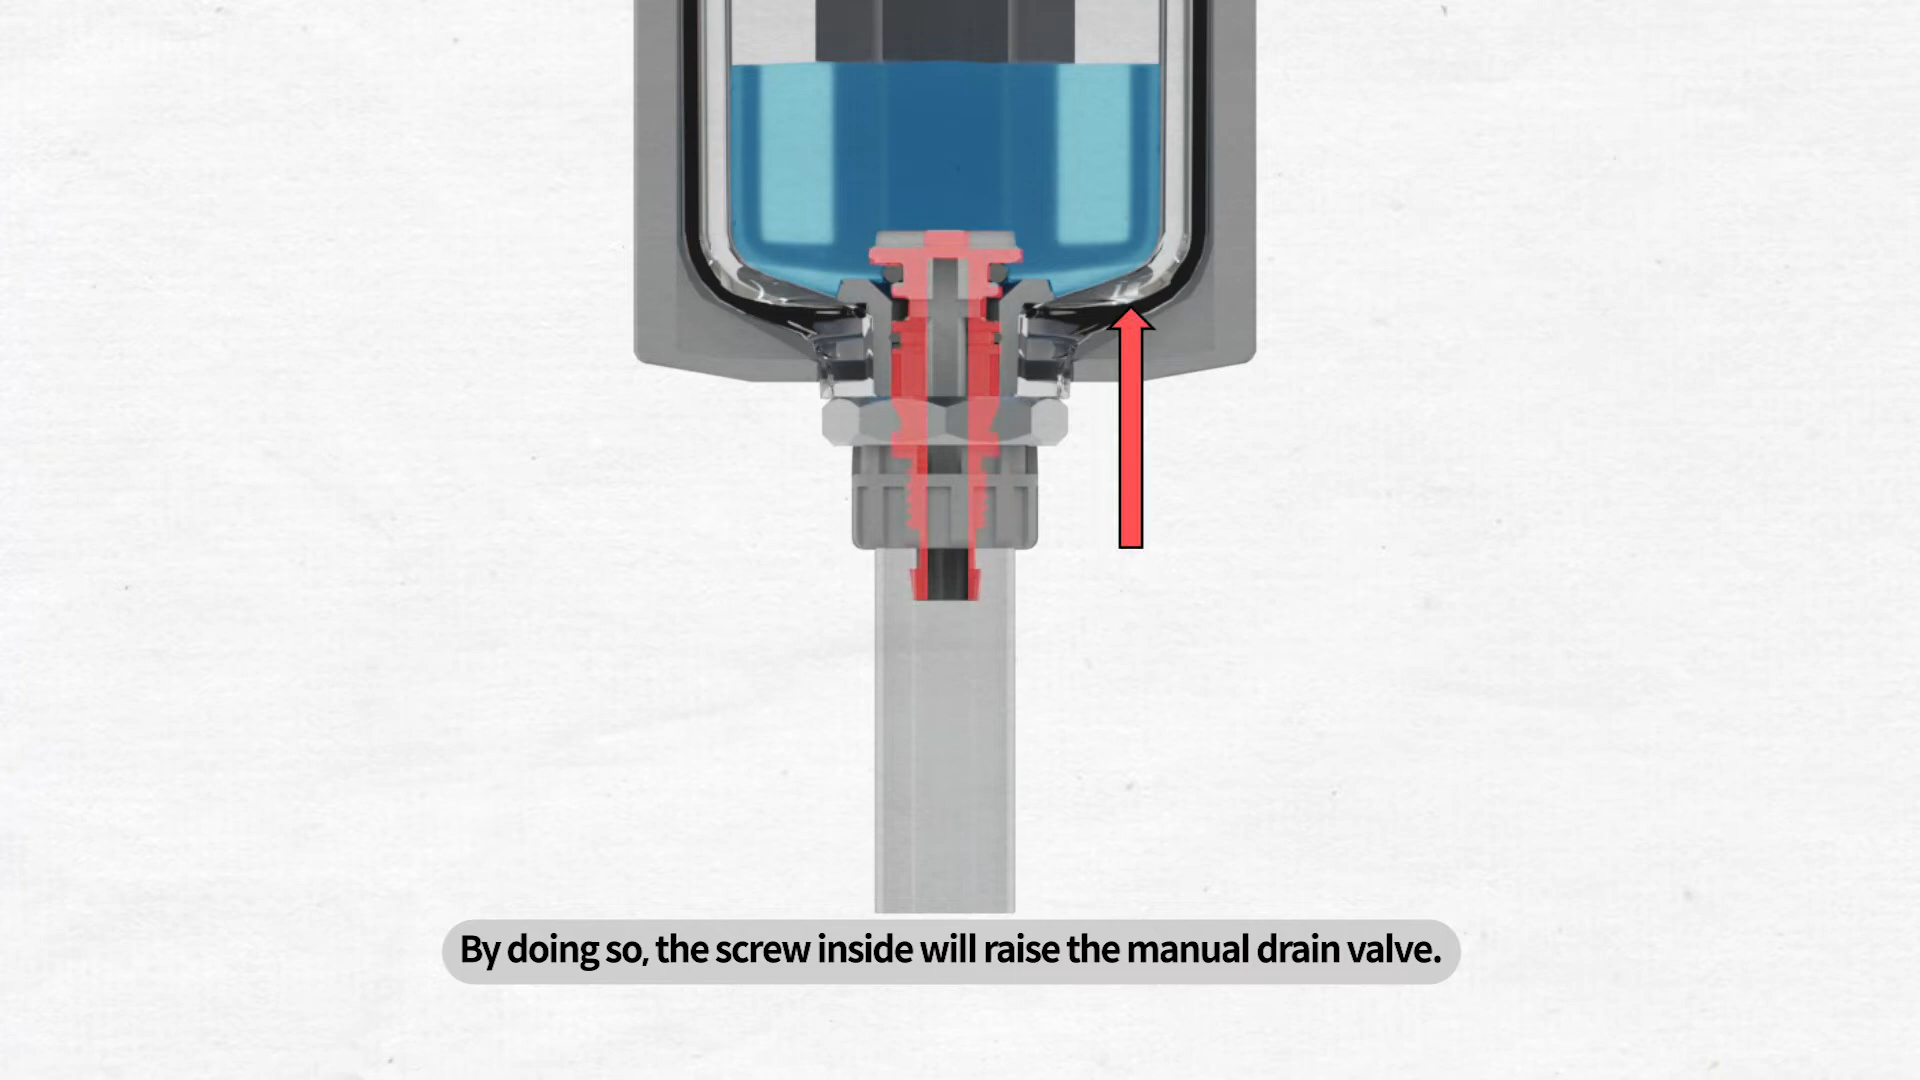 By doing so, the screw inside will raise the manual drain valve.